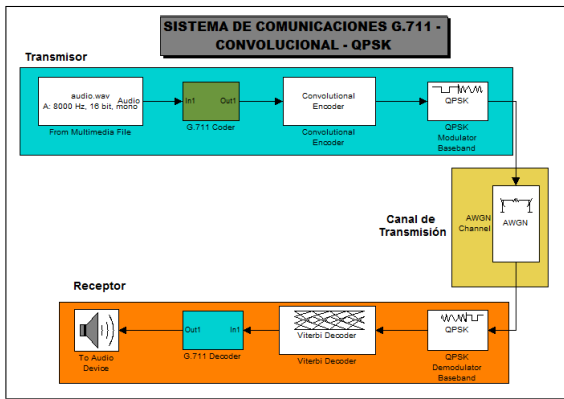 SISTEMA DE COMUNICACIONES G.711 -
CONVOLUCIONAL - QPSK
Transmisor
audio.wav
A: 8000 Hz, 16 bit, mono
Audio
From Multimedia File
In1
Out1
G.711 Coder
Convolutional
Encoder
Convolutional
Encoder
QPSK
QPSK
Modulator
Baseband
Canal de
Transmisión
AWGN
Channel
AWGN
Receptor
To Audio
Device
Out1
In1
G.711 Decoder
Viterbi Decoder
Viterbi Decoder
QPSK
QPSK
Demodulator
Baseband